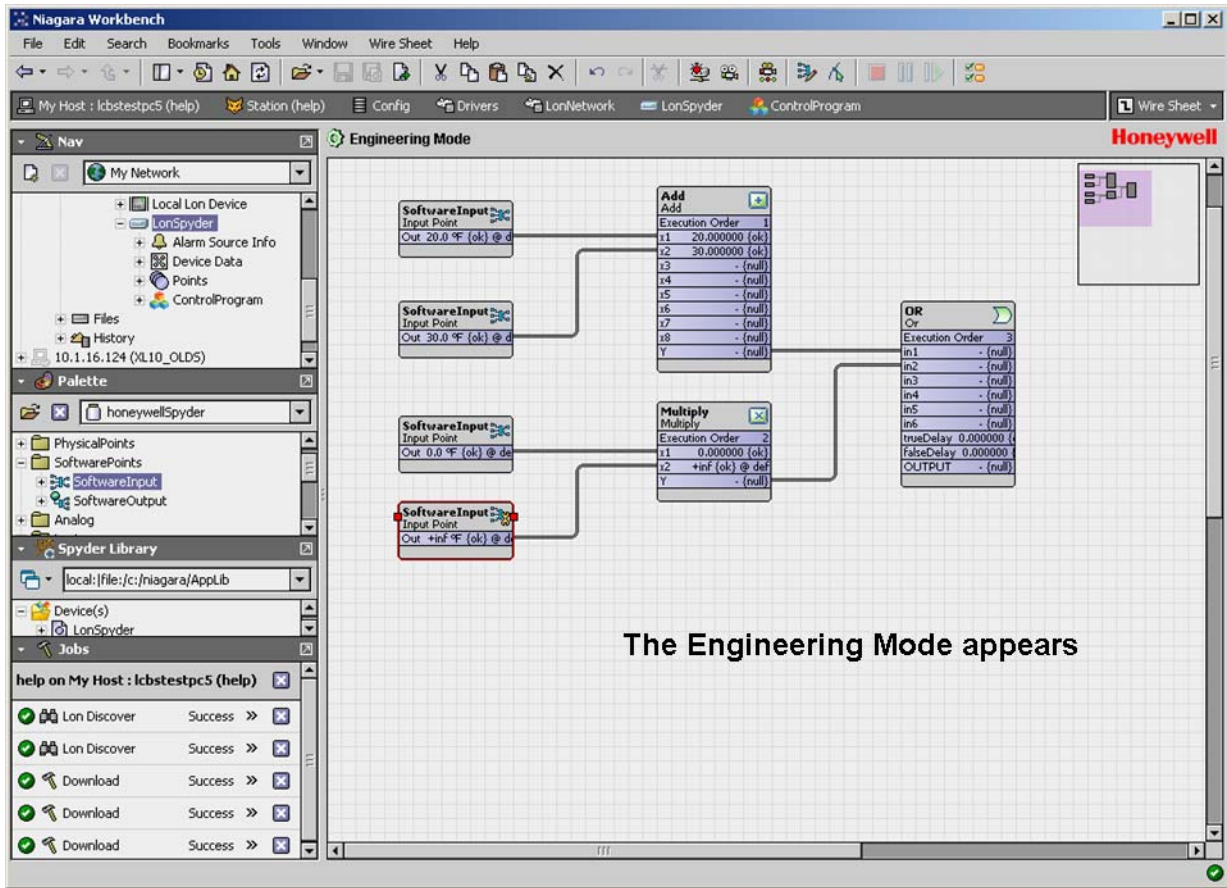 Niagara Workbench
File Edit Search Bookmarks Tools Window Wire Sheet Help
My Host : lcbstestpc5 (help) Station (help) Config Drivers LonNetwork LonSpyder ControlProgram Wire Sheet
Nav
My Network
Local Lon Device
LonSpyder
Alarm Source Info
Device Data
Points
ControlProgram
Files
History
10.1.16.124 (XL10_OLD5)
Palette
honeywellSpyder
PhysicalPoints
SoftwarePoints
SoftwareInput
SoftwareOutput
Analog
Spyder Library
local:|file:/c:/niagara/AppLib
Device(s)
LonSpyder
Jobs
help on My Host : lcbstestpc5 (help)
Lon Discover Success »
Lon Discover Success »
Download Success »
Download Success »
Download Success »
Engineering Mode
Honeywell
SoftwareInput
Input Point
Out 20.0 °F {ok} @ d
SoftwareInput
Input Point
Out 30.0 °F {ok} @ d
SoftwareInput
Input Point
Out 0.0 °F {ok} @ de
SoftwareInput
Input Point
Out +inf °F {ok} @ d
Add
Add
Execution Order 1
x1 20.000000 {ok}
x2 30.000000 {ok}
x3 - {null}
x4 - {null}
x5 - {null}
x6 - {null}
x7 - {null}
x8 - {null}
Y - {null}
Multiply
Multiply
Execution Order 2
x1 0.000000 {ok}
x2 +inf {ok} @ def
Y - {null}
OR
Or
Execution Order 3
in1 - {null}
in2 - {null}
in3 - {null}
in4 - {null}
in5 - {null}
in6 - {null}
trueDelay 0.000000 {
falseDelay 0.000000 {
OUTPUT - {null}
The Engineering Mode appears